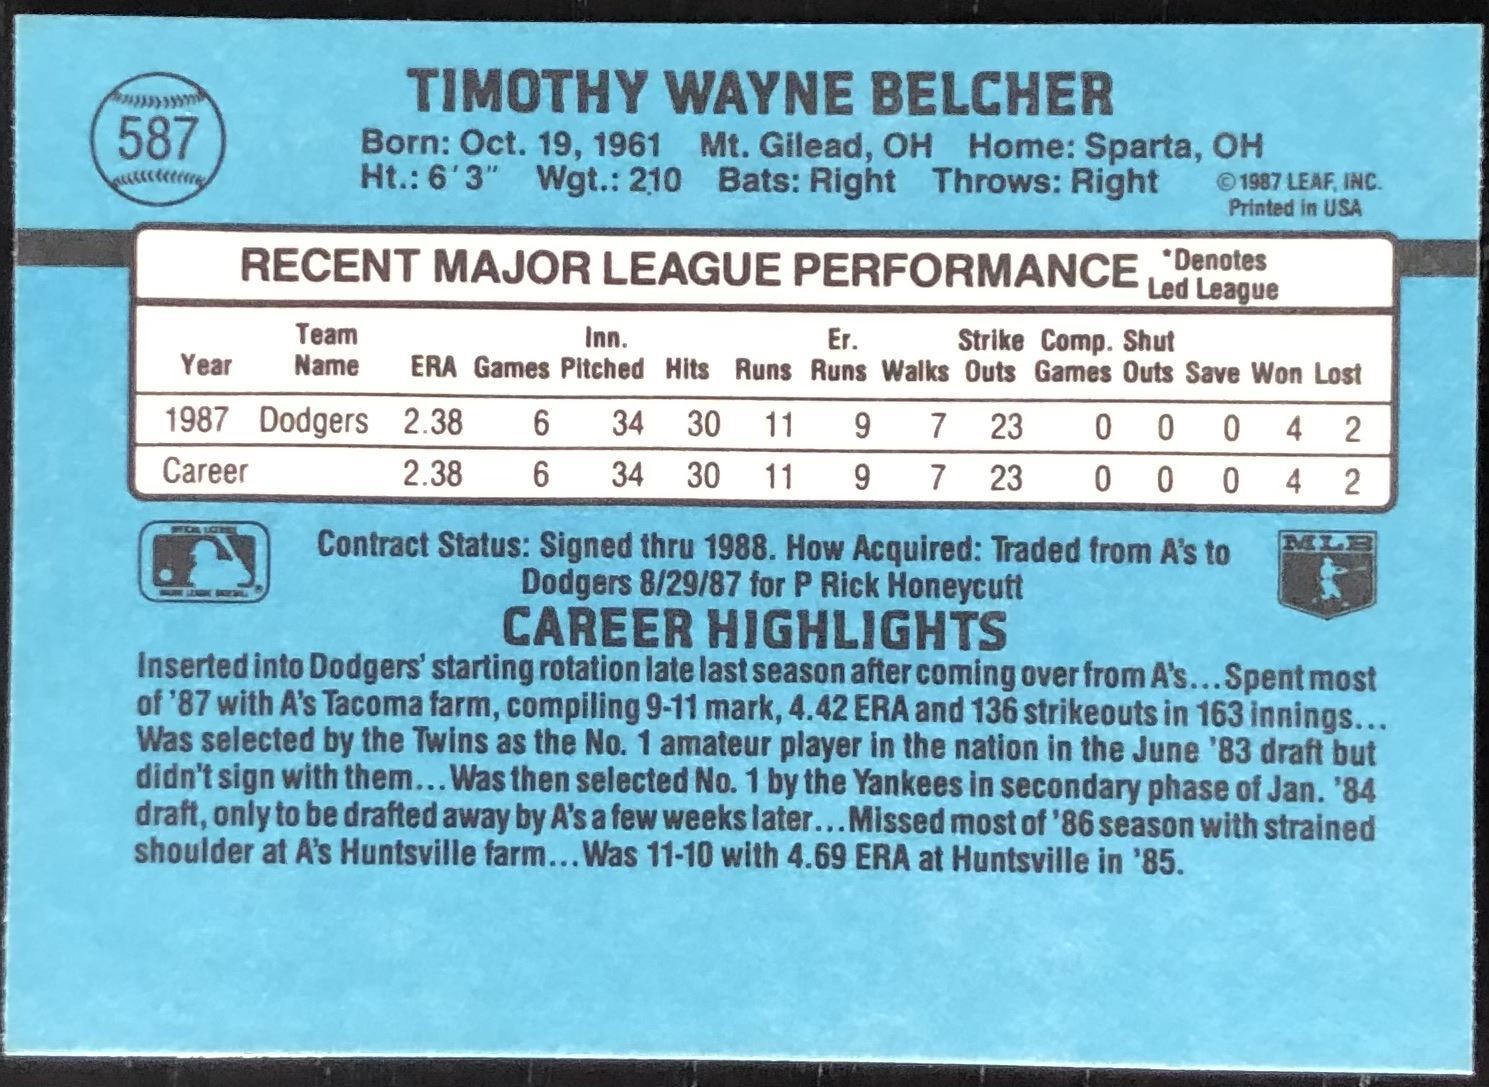 587
TIMOTHY WAYNE BELCHER
Born: Oct. 19, 1961 Mt. Gilead, OH Home: Sparta, OH
Ht.: 6'3" Wgt.: 210 Bats: Right Throws: Right
©1987 LEAF, INC.
Printed in USA
RECENT MAJOR LEAGUE PERFORMANCE *Denotes Led League
Year Team Name ERA Games Inn. Pitched Hits Runs Er. Runs Walks Strike Outs Comp. Games Shut Outs Save Won Lost
1987 Dodgers 2.38 6 34 30 11 9 7 23 0 0 0 4 2
Career 2.38 6 34 30 11 9 7 23 0 0 0 4 2
MLB
Contract Status: Signed thru 1988. How Acquired: Traded from A's to
Dodgers 8/29/87 for P Rick Honeycutt
CAREER HIGHLIGHTS
Inserted into Dodgers' starting rotation late last season after coming over from A's...Spent most
of '87 with A's Tacoma farm, compiling 9-11 mark, 4.42 ERA and 136 strikeouts in 163 innings...
Was selected by the Twins as the No. 1 amateur player in the nation in the June '83 draft but
didn't sign with them...Was then selected No. 1 by the Yankees in secondary phase of Jan. '84
draft, only to be drafted away by A's a few weeks later...Missed most of '86 season with strained
shoulder at A's Huntsville farm...Was 11-10 with 4.69 ERA at Huntsville in '85.